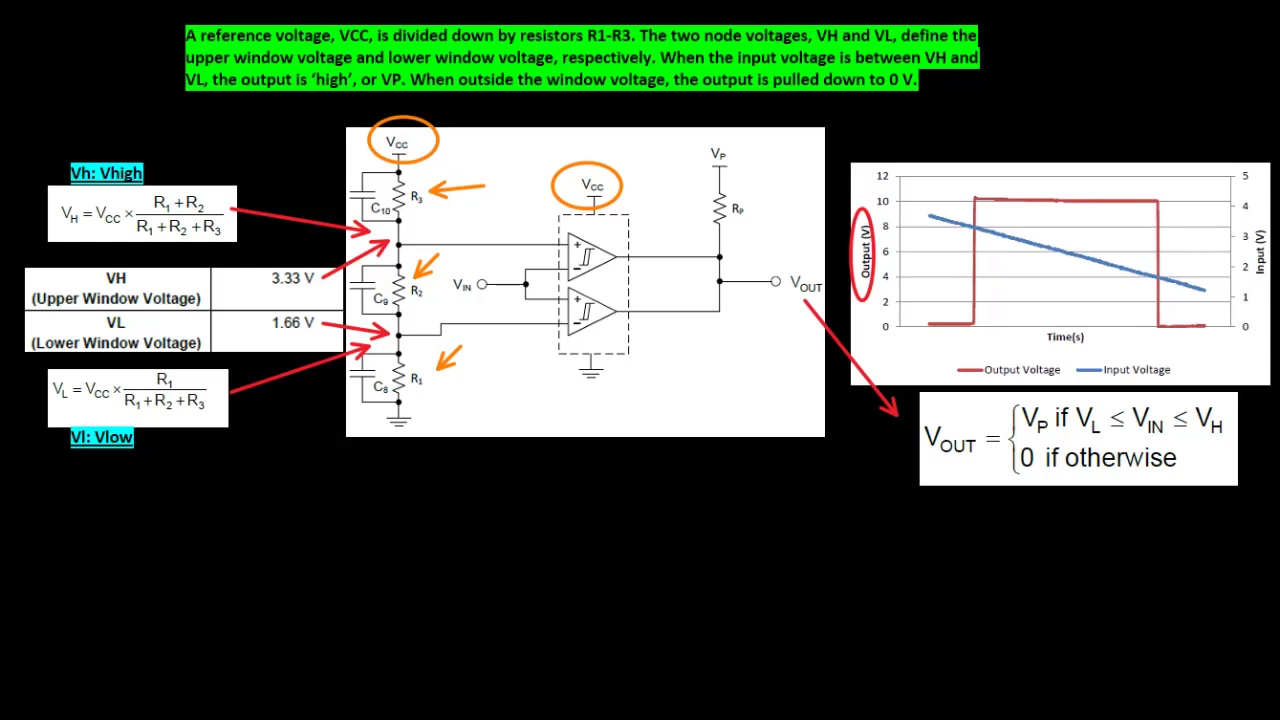 A reference voltage, VCC, is divided down by resistors R1-R3. The two node voltages, VH and VL, define the
upper window voltage and lower window voltage, respectively. When the input voltage is between VH and
VL, the output is ‘high’, or VP. When outside the window voltage, the output is pulled down to 0 V.
Vh: Vhigh
VH = VCC × (R1 + R2) / (R1 + R2 + R3)
VH
(Upper Window Voltage)
3.33 V
VL
(Lower Window Voltage)
1.66 V
VL = VCC × R1 / (R1 + R2 + R3)
Vl: Vlow
VCC
R3
C10
R2
C9
R1
C8
VIN
VCC
+
−
+
−
VP
RP
VOUT
12
10
8
6
4
2
0
Output (V)
5
4
3
2
1
0
Input (V)
Time(s)
Output Voltage
Input Voltage
VOUT = { VP if VL ≤ VIN ≤ VH
0 if otherwise